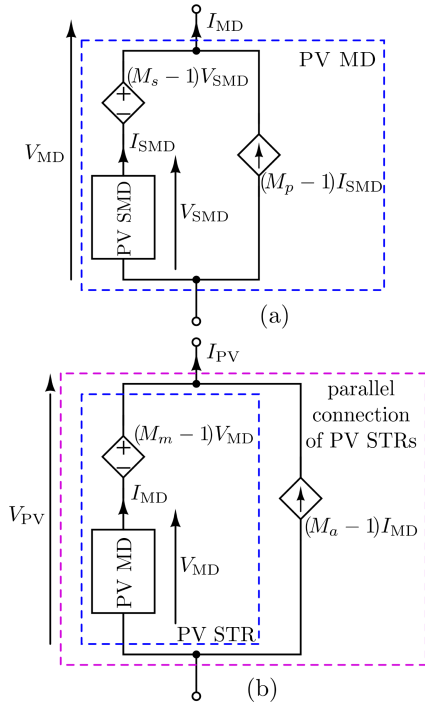 I_MD
PV MD
(M_s − 1)V_SMD
+
−
I_SMD
V_MD
PV SMD
V_SMD
(M_p − 1)I_SMD
(a)
I_PV
parallel
connection
of PV STRs
(M_m − 1)V_MD
+
−
I_MD
V_PV
(M_a − 1)I_MD
PV MD
V_MD
PV STR
(b)